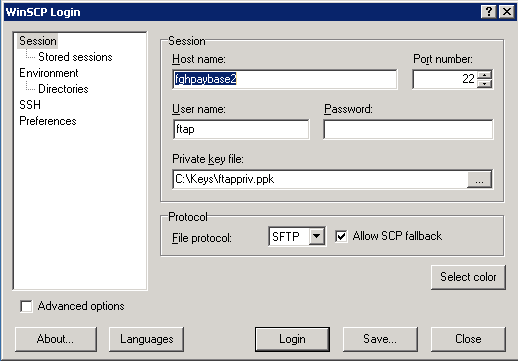 WinSCP Login
Session
Stored sessions
Environment
Directories
SSH
Preferences
Session
Host name:
Port number:
fghpaybase2
22
User name:
Password:
ftap
Private key file:
C:\Keys\ftappriv.ppk
...
Protocol
File protocol:
SFTP
Allow SCP fallback
Select color
Advanced options
About...
Languages
Login
Save...
Close